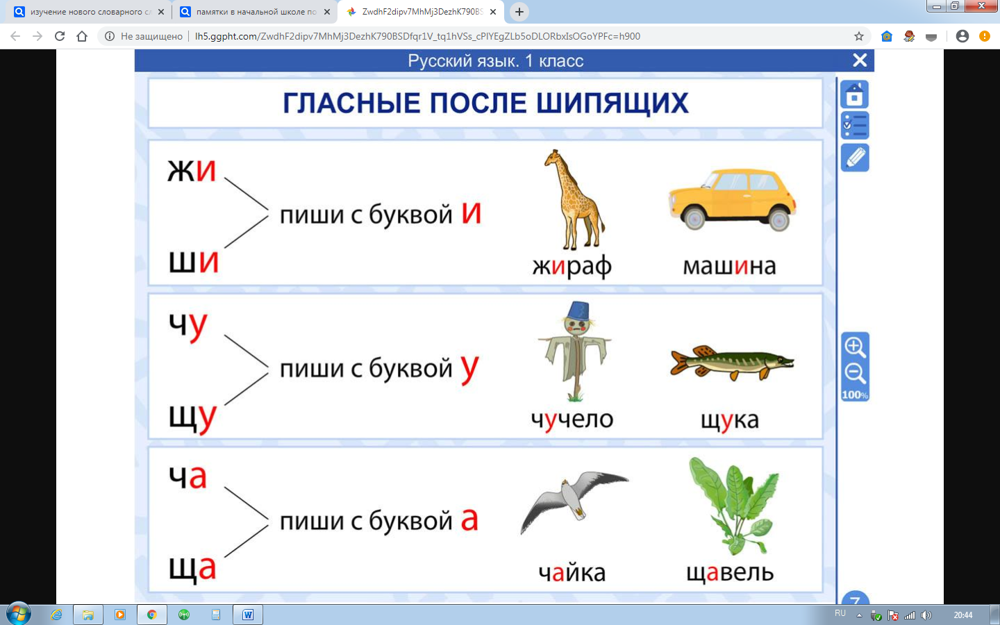 изучение нового словарного сл
памятки в начальной школе по
ZwdhF2dipv7MhMj3DezhK790BS
Не защищено
lh5.ggpht.com/ZwdhF2dipv7MhMj3DezhK790BSDfqr1V_tq1hVSs_cPIYEgZLb5oDLORbxIsOGoYPFc=h900
Русский язык. 1 класс
ГЛАСНЫЕ ПОСЛЕ ШИПЯЩИХ
жи
ши
пиши с буквой и
жираф
машина
чу
щу
пиши с буквой у
чучело
щука
100%
ча
ща
пиши с буквой а
чайка
щавель
7
RU
20:44